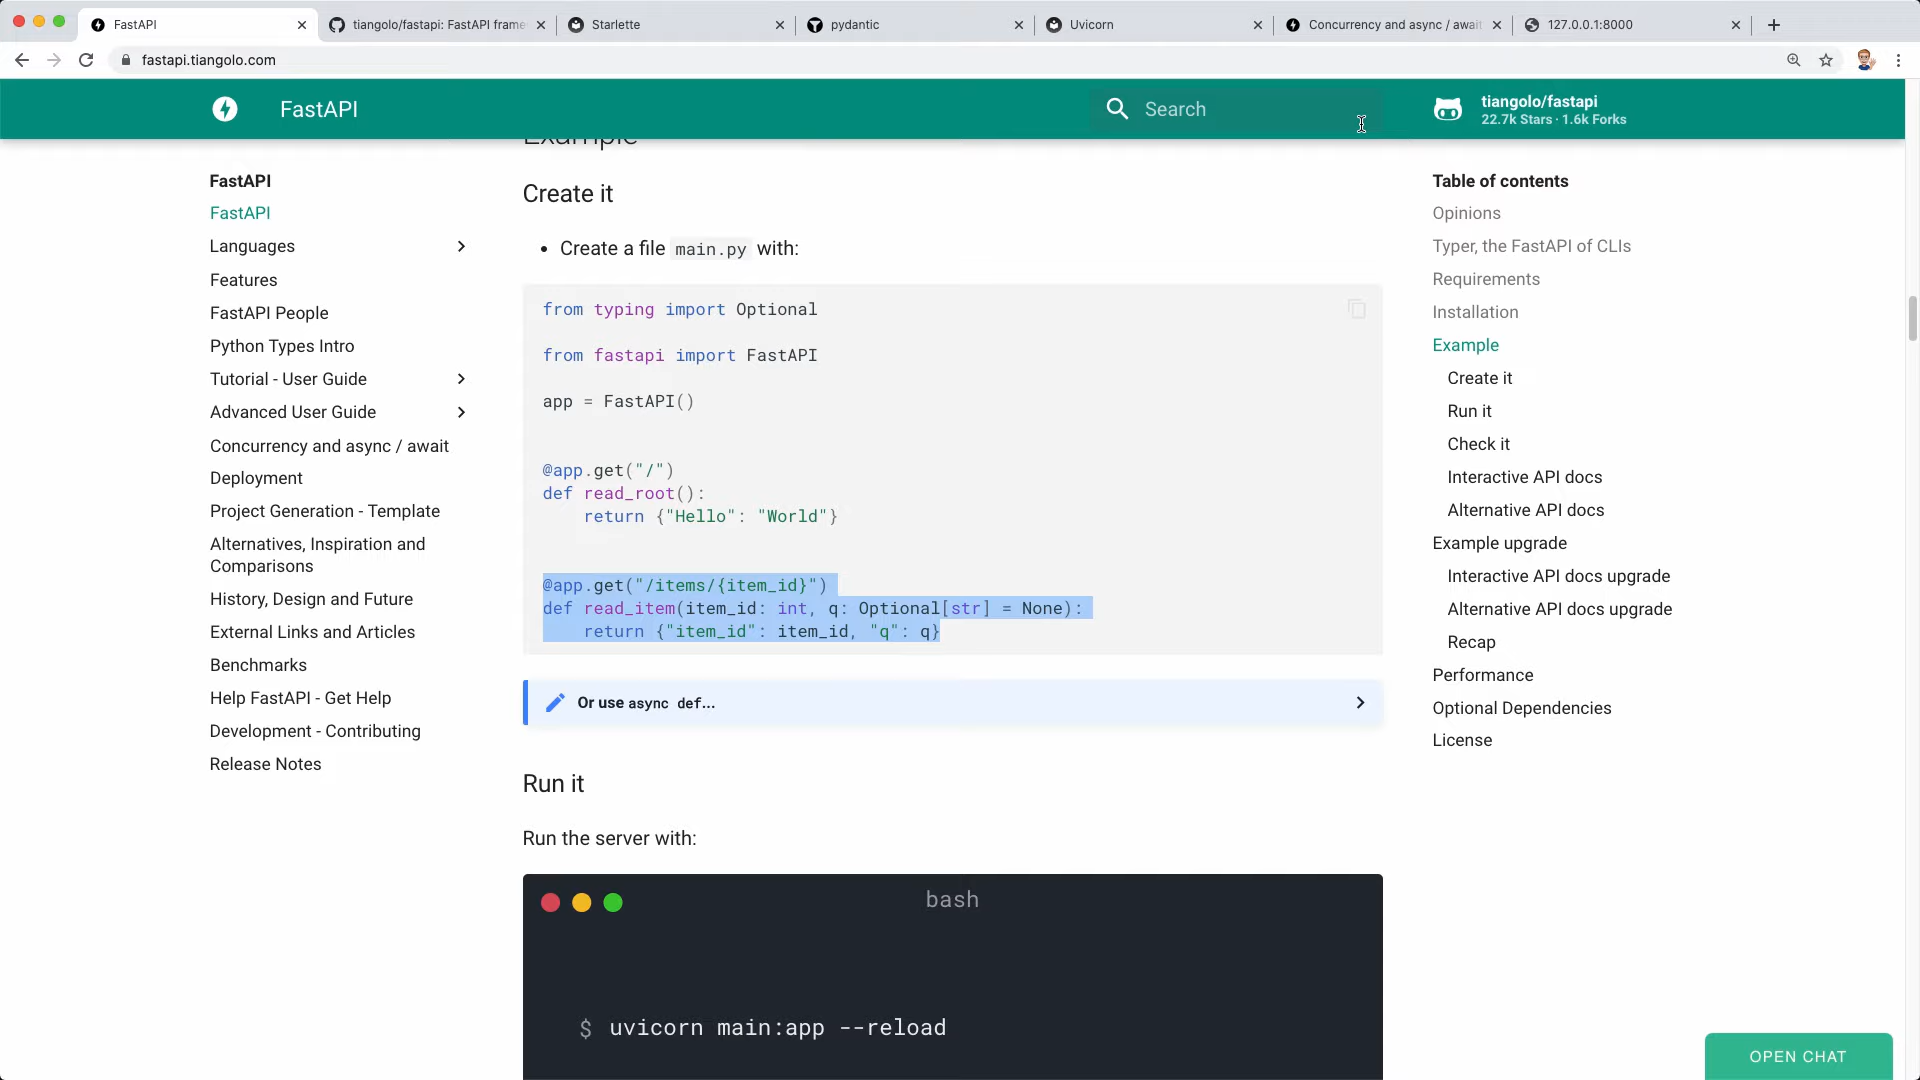 FastAPI
tiangolo/fastapi: FastAPI frame
Starlette
pydantic
Uvicorn
Concurrency and async / await
127.0.0.1:8000
fastapi.tiangolo.com
FastAPI
Search
tiangolo/fastapi
22.7k Stars · 1.6k Forks
FastAPI
FastAPI
Languages
Features
FastAPI People
Python Types Intro
Tutorial - User Guide
Advanced User Guide
Concurrency and async / await
Deployment
Project Generation - Template
Alternatives, Inspiration and
Comparisons
History, Design and Future
External Links and Articles
Benchmarks
Help FastAPI - Get Help
Development - Contributing
Release Notes
Example
Create it
• Create a file main.py with:
from typing import Optional
from fastapi import FastAPI
app = FastAPI()
@app.get("/")
def read_root():
    return {"Hello": "World"}
@app.get("/items/{item_id}")
def read_item(item_id: int, q: Optional[str] = None):
    return {"item_id": item_id, "q": q}
Or use async def...
Run it
Run the server with:
bash
$ uvicorn main:app --reload
Table of contents
Opinions
Typer, the FastAPI of CLIs
Requirements
Installation
Example
Create it
Run it
Check it
Interactive API docs
Alternative API docs
Example upgrade
Interactive API docs upgrade
Alternative API docs upgrade
Recap
Performance
Optional Dependencies
License
OPEN CHAT